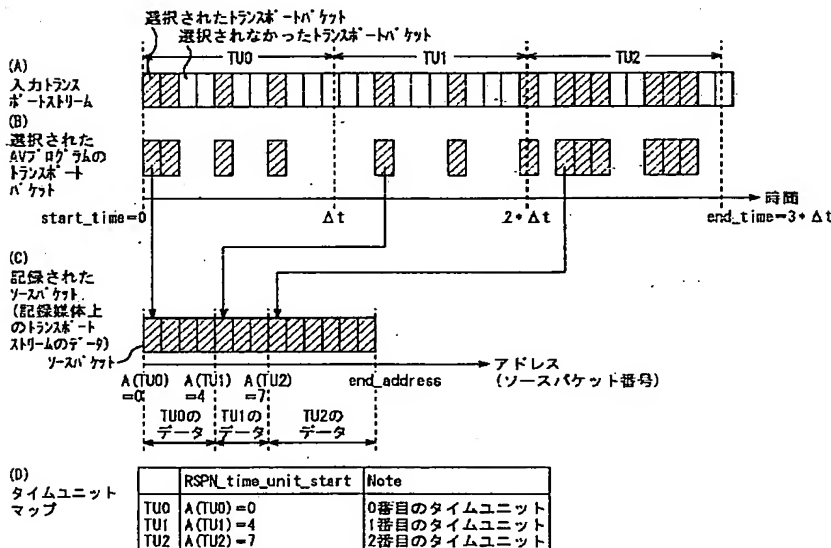 選択されたトランスポートパケット
選択されなかったトランスポートパケット
TU0
TU1
TU2
(A)
入力トランス
ポートストリーム
(B)
選択された
AVプログラムの
トランスポート
パケット
時間
start_time=0
Δt
2*Δt
end_time=3*Δt
(C)
記録された
ソースパケット
(記録媒体上
のトランスポート
ストリームのデータ)
ソースパケット
アドレス
(ソースパケット番号)
A(TU0)
=0
A(TU1)
=4
A(TU2)
=7
end_address
TU0の
データ
TU1の
データ
TU2の
データ
(D)
タイムユニット
マップ
RSPN_time_unit_start
Note
TU0 A(TU0)=0 0番目のタイムユニット
TU1 A(TU1)=4 1番目のタイムユニット
TU2 A(TU2)=7 2番目のタイムユニット